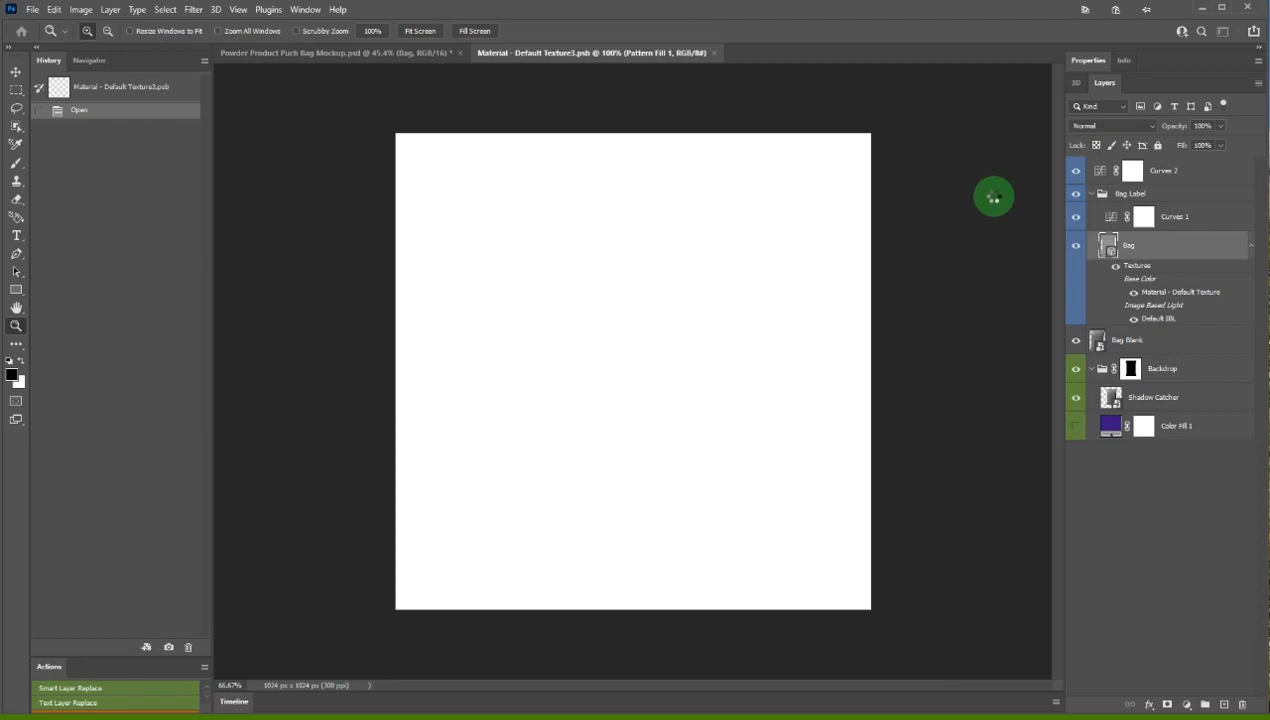 Ps File Edit Image Layer Type Select Filter 3D View Plugins Window Help
Resize Windows to Fit Zoom All Windows Scrubby Zoom 100% Fit Screen Fill Screen
Powder Product Puch Bag Mockup.psd @ 45.4% (Bag, RGB/16) * × Material - Default Texture3.psb @ 100% (Pattern Fill 1, RGB/8#) ×
History Navigator
Material - Default Texture3.psb
Open
Properties Info
3D Layers
Kind
Normal Opacity: 100%
Lock: Fill: 100%
Curves 2
Bag Label
Curves 1
Bag
Textures
Base Color
Material - Default Texture
Image Based Light
Default IBL
Bag Blank
Backdrop
Shadow Catcher
Color Fill 1
Actions
Smart Layer Replace
Text Layer Replace
66.67% 1024 px x 1024 px (300 ppi)
Timeline
fx